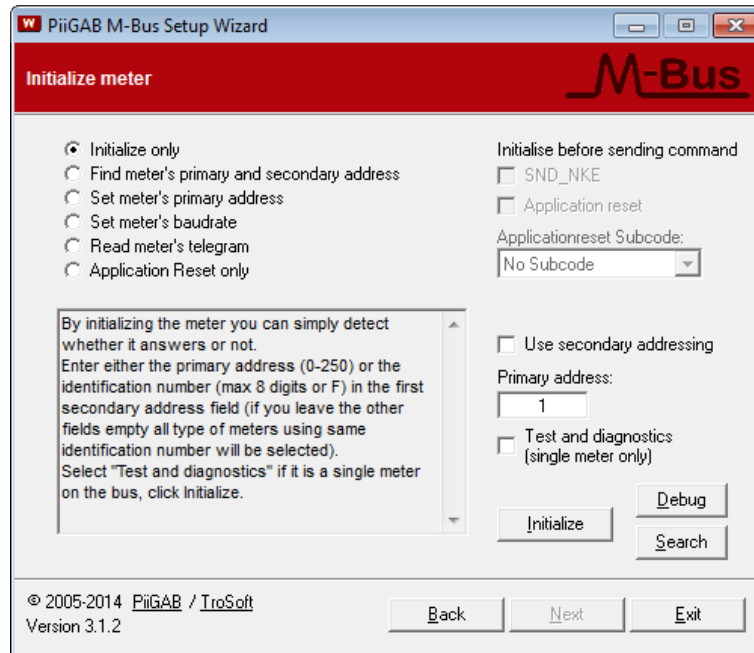 PiiGAB M-Bus Setup Wizard
Initialize meter
M-Bus
Initialize only
Find meter's primary and secondary address
Set meter's primary address
Set meter's baudrate
Read meter's telegram
Application Reset only
Initialise before sending command
SND_NKE
Application reset
Applicationreset Subcode:
No Subcode
By initializing the meter you can simply detect
whether it answers or not.
Enter either the primary address (0-250) or the
identification number (max 8 digits or F) in the first
secondary address field (if you leave the other
fields empty all type of meters using same
identification number will be selected).
Select "Test and diagnostics" if it is a single meter
on the bus, click Initialize.
Use secondary addressing
Primary address:
1
Test and diagnostics
(single meter only)
Initialize
Debug
Search
© 2005-2014 PiiGAB / TroSoft
Version 3.1.2
Back
Next
Exit